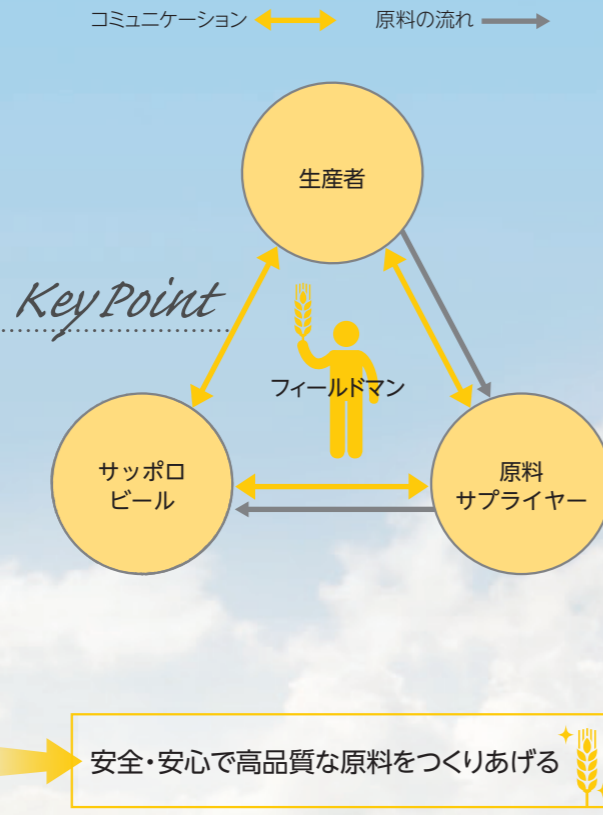 コミュニケーション
原料の流れ
生産者
Key Point
フィールドマン
サッポロ
ビール
原料
サプライヤー
安全・安心で高品質な原料をつくりあげる